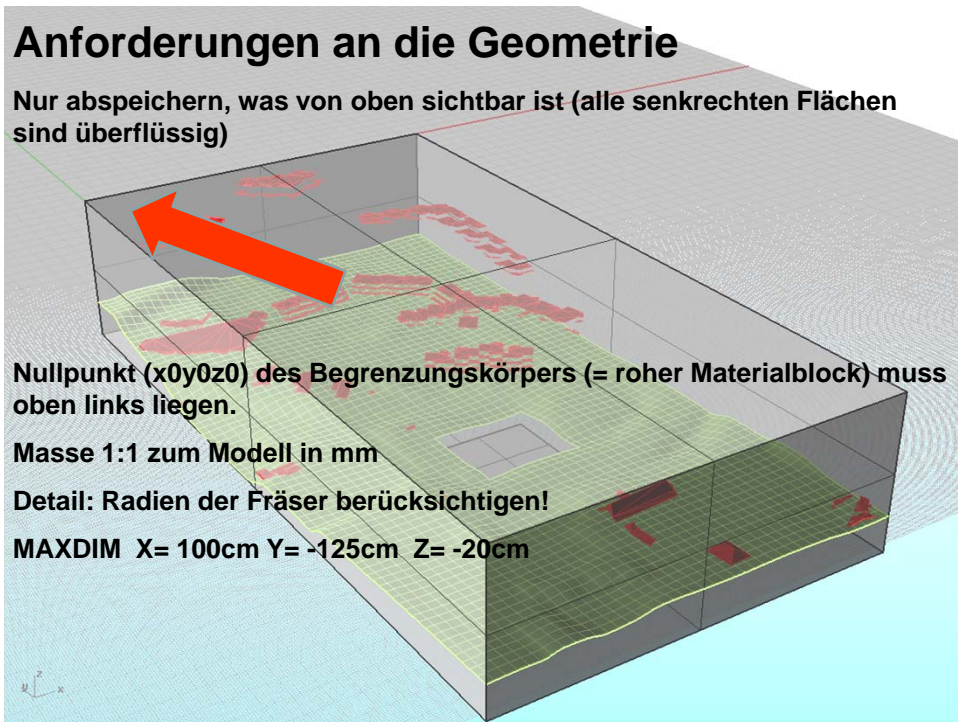 Anforderungen an die Geometrie
Nur abspeichern, was von oben sichtbar ist (alle senkrechten Flächen
sind überflüssig)
Nullpunkt (x0y0z0) des Begrenzungskörpers (= roher Materialblock) muss
oben links liegen.
Masse 1:1 zum Modell in mm
Detail: Radien der Fräser berücksichtigen!
MAXDIM  X= 100cm Y= -125cm  Z= -20cm
z
y x